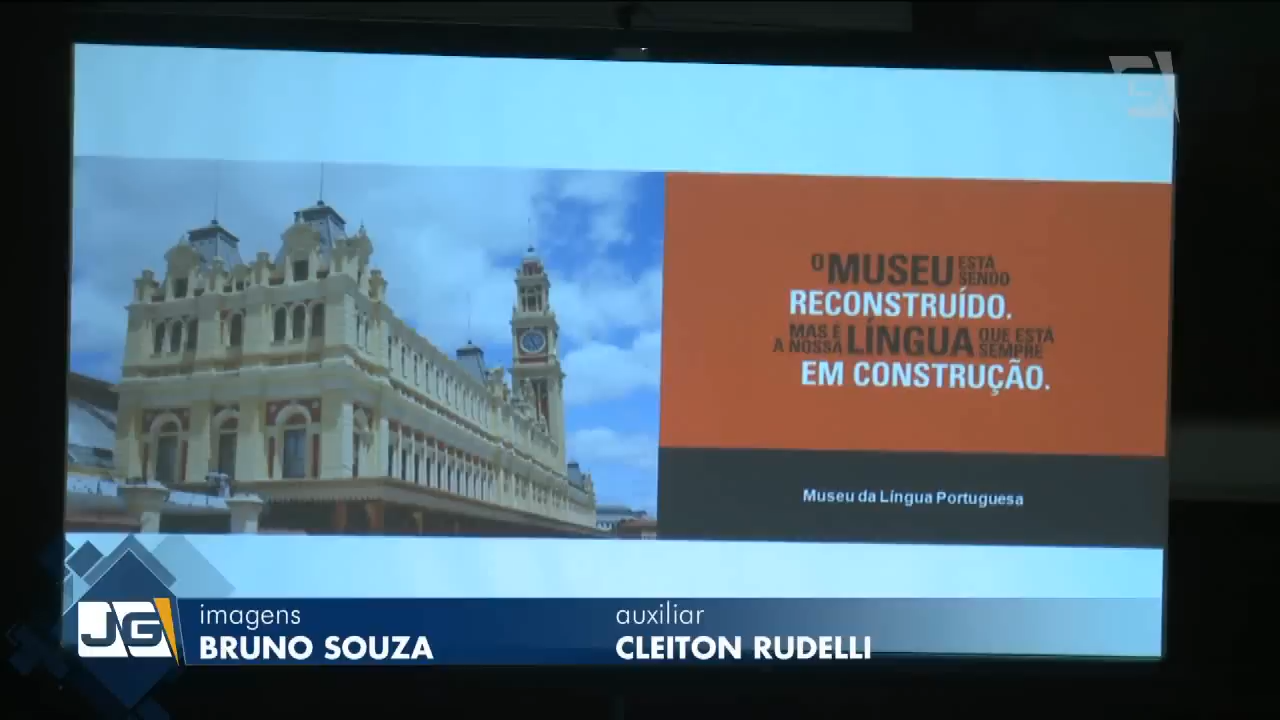 O MUSEU ESTÁ SENDO
RECONSTRUÍDO.
MAS É A NOSSA LÍNGUA QUE ESTÁ SEMPRE
EM CONSTRUÇÃO.
Museu da Língua Portuguesa
JG
imagens
BRUNO SOUZA
auxiliar
CLEITON RUDELLI